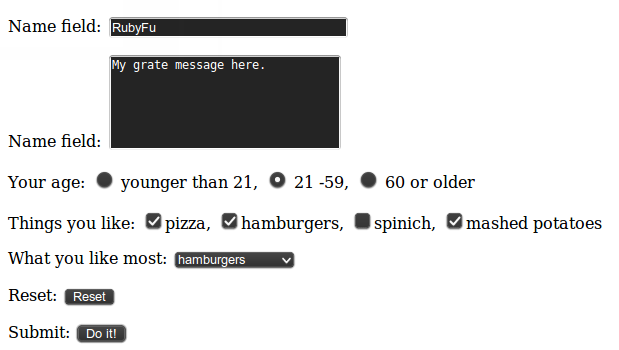 Name field: RubyFu
My grate message here.
Name field:
Your age: younger than 21, 21 -59, 60 or older
Things you like: pizza, hamburgers, spinich, mashed potatoes
What you like most: hamburgers
Reset: Reset
Submit: Do it!